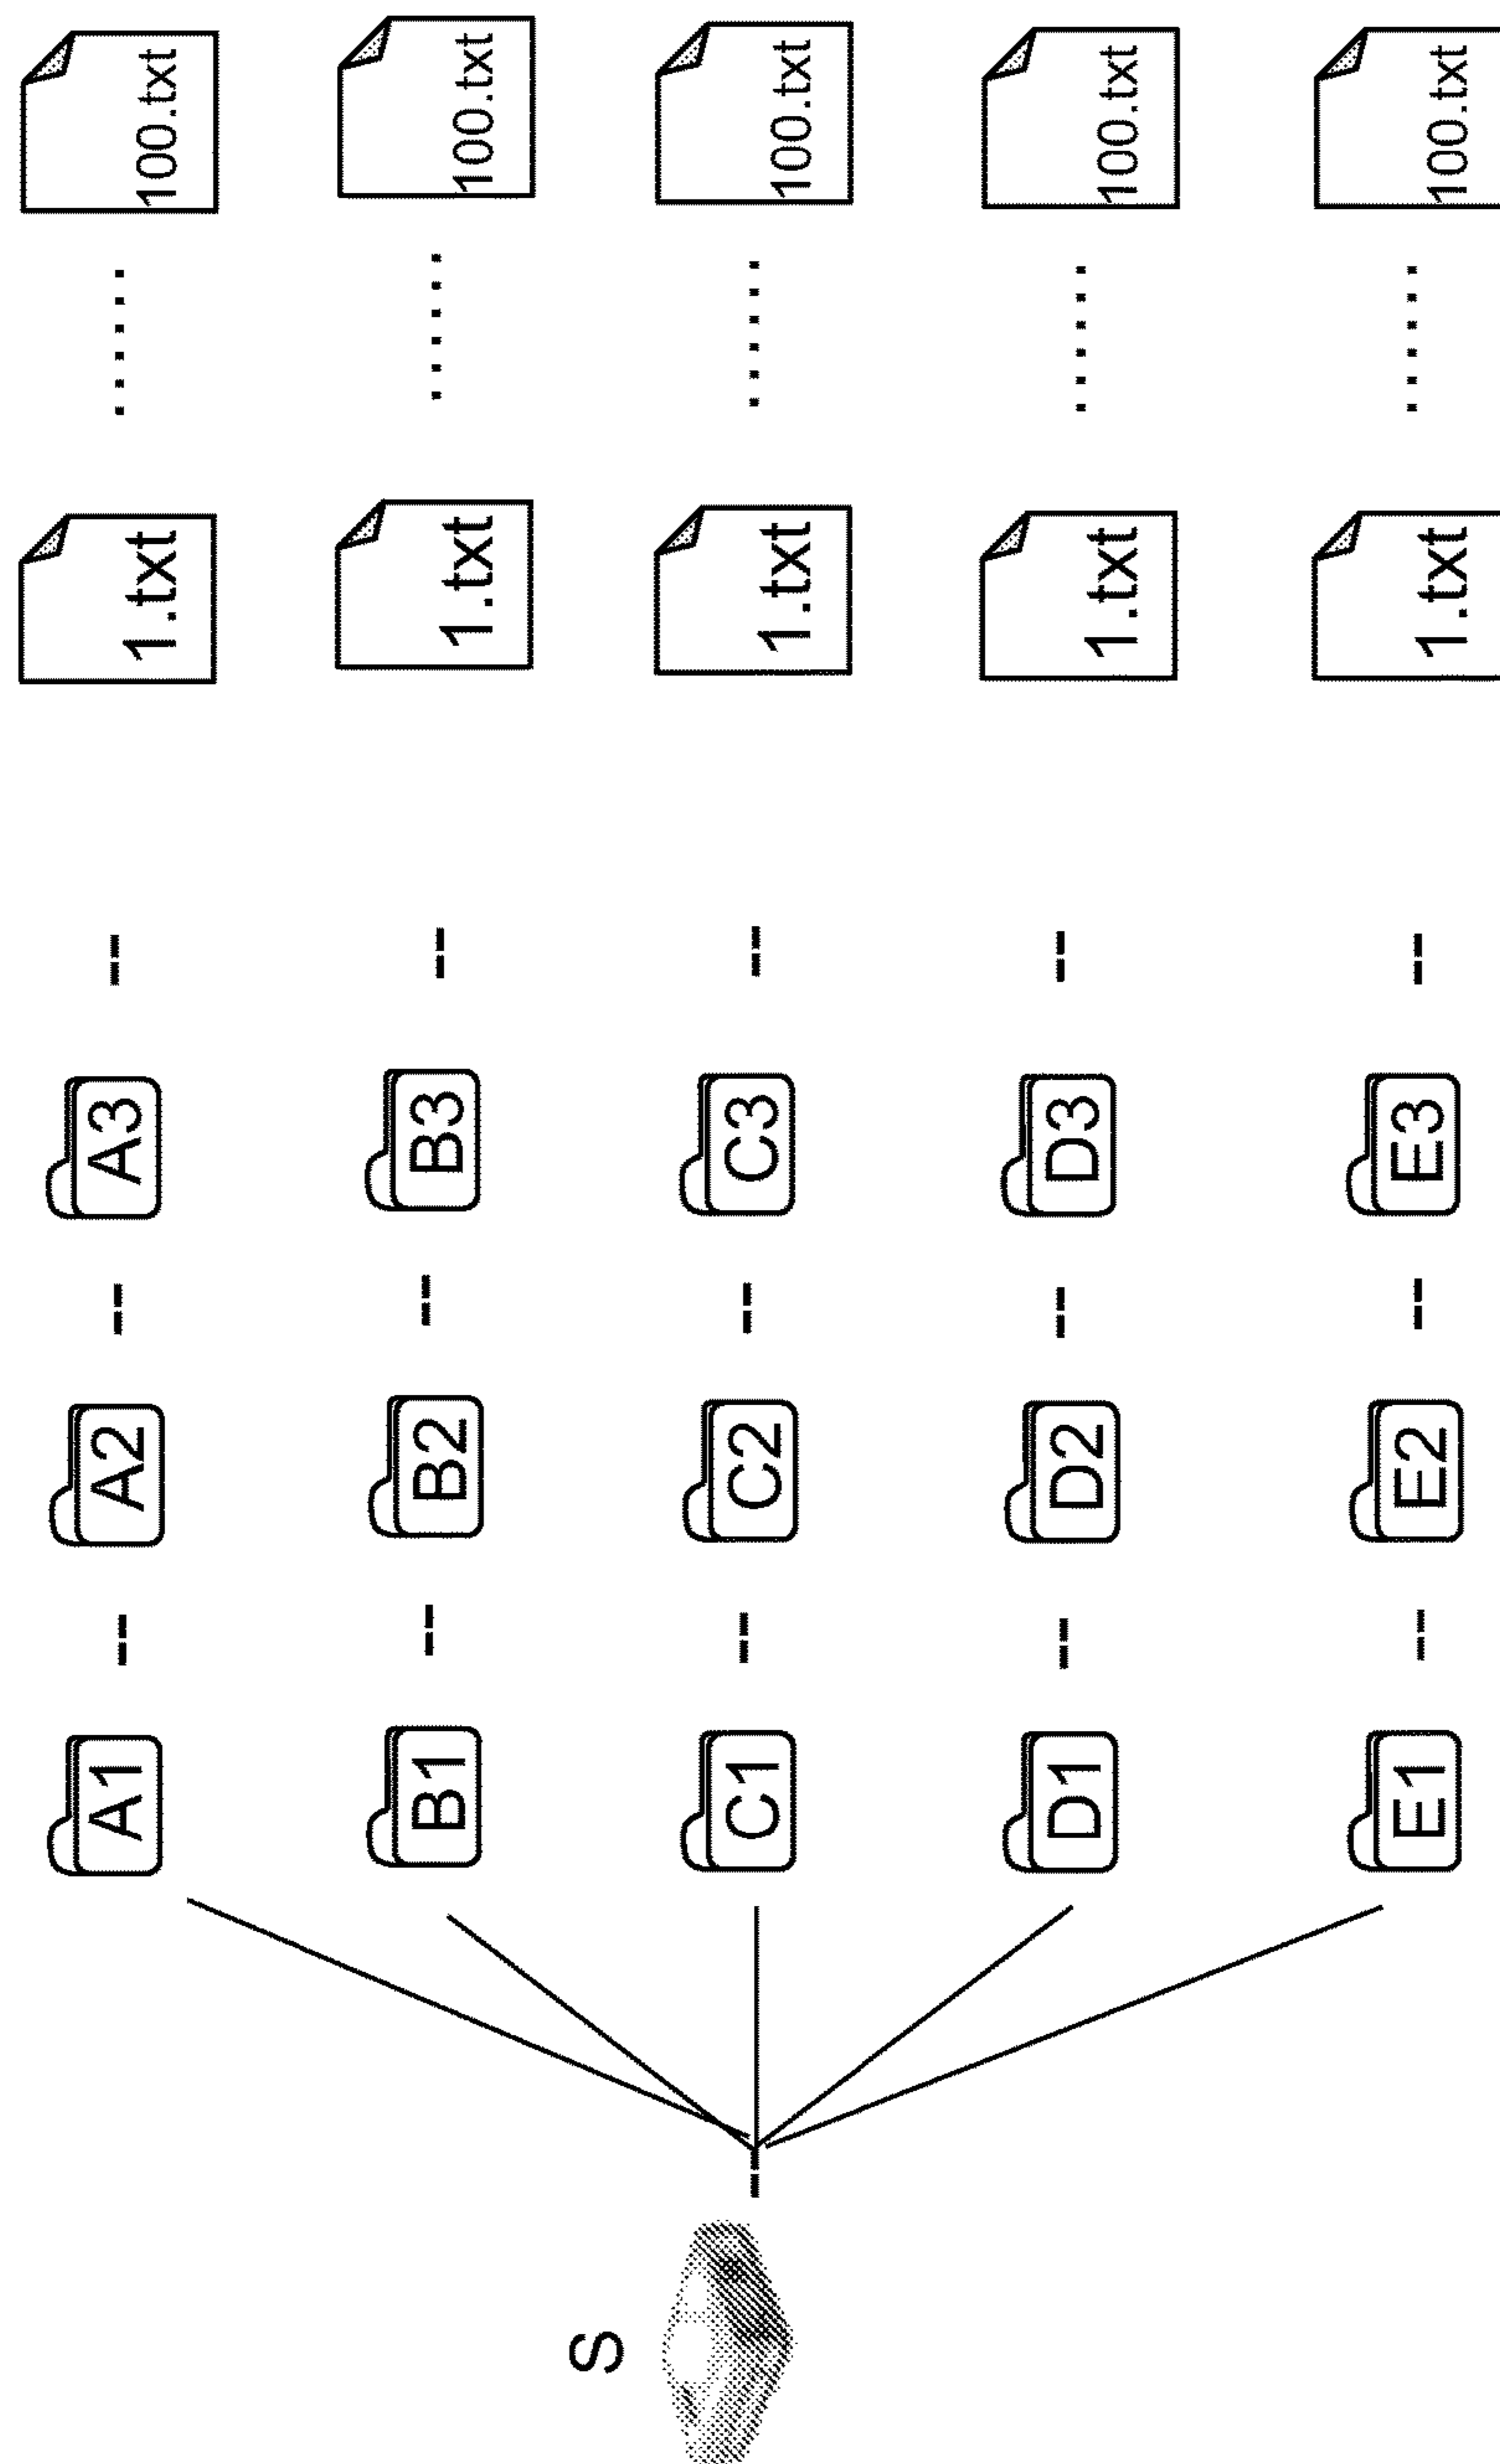 A1 A2 A3 1.txt ...... 100.txt
B1 B2 B3 1.txt ...... 100.txt
S
C1 C2 C3 1.txt ...... 100.txt
D1 D2 D3 1.txt ...... 100.txt
E1 E2 E3 1.txt ...... 100.txt